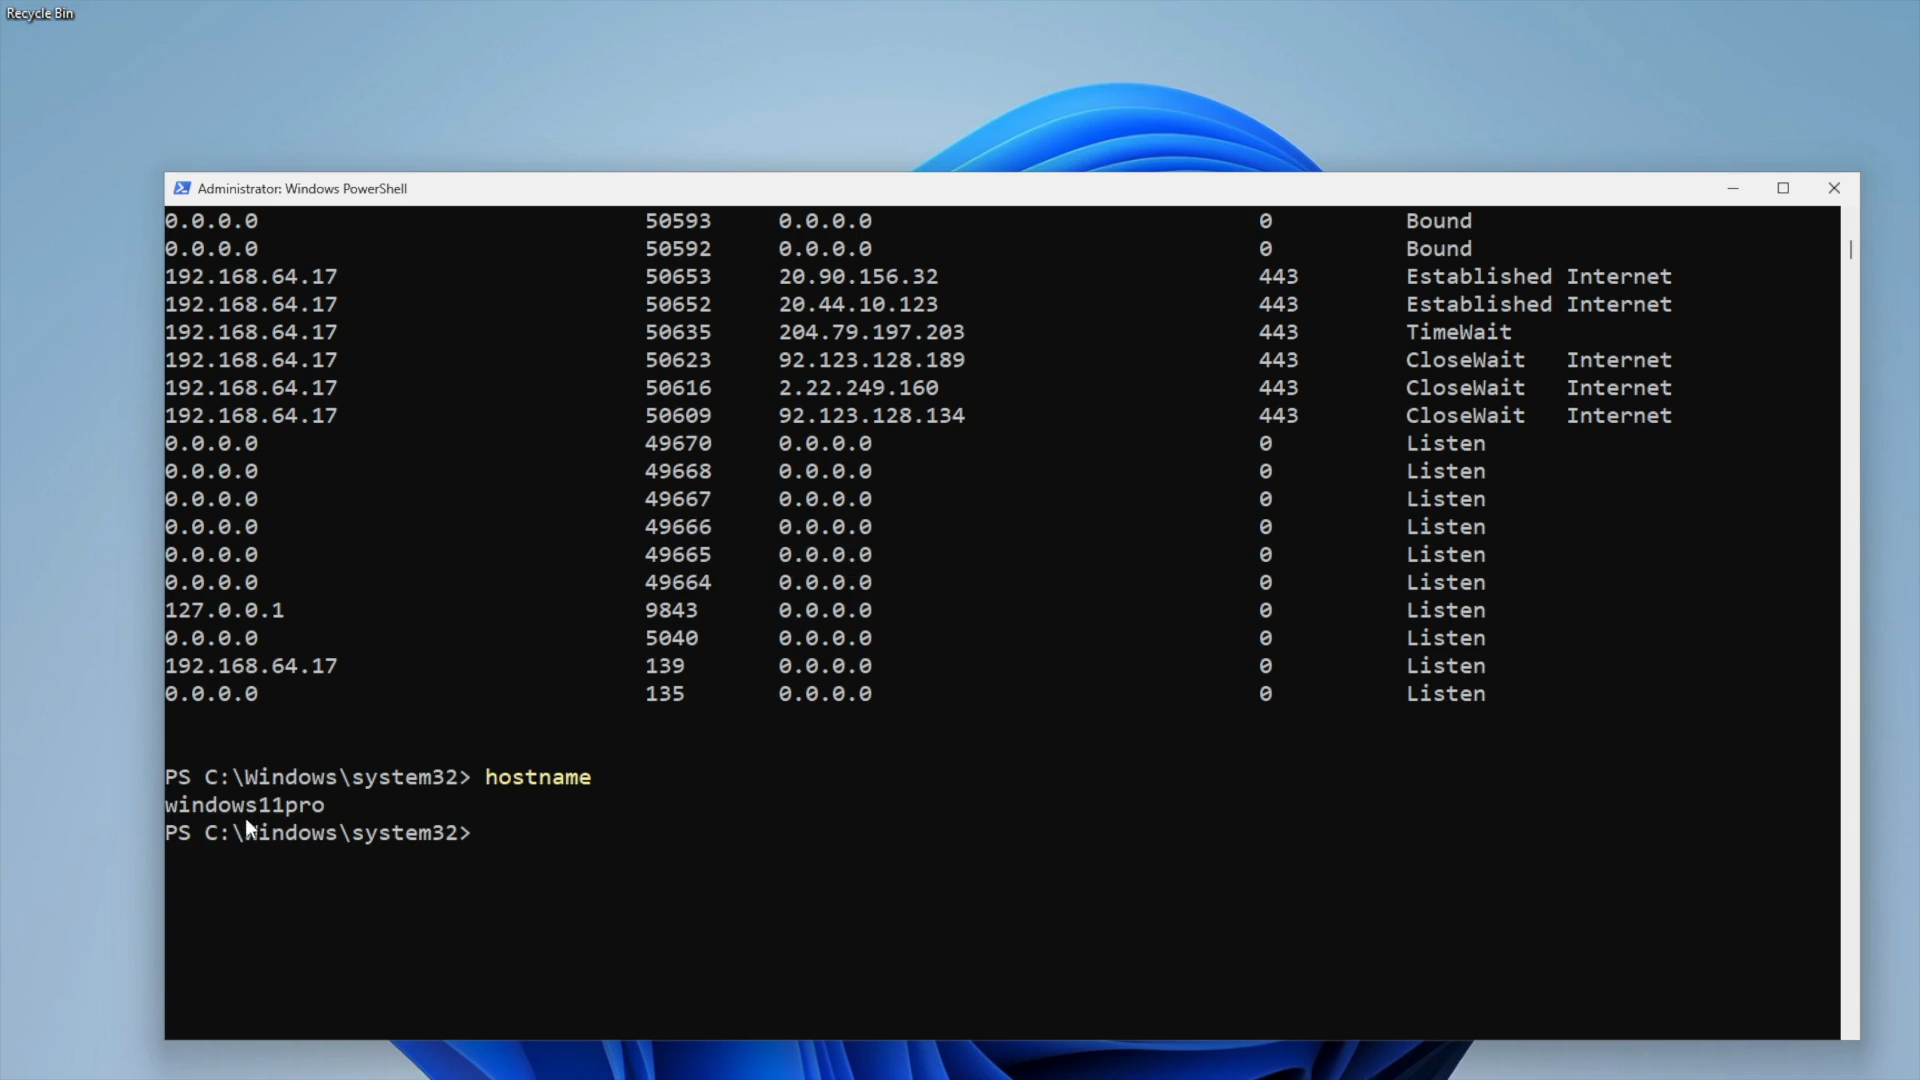 Recycle Bin
Administrator: Windows PowerShell
0.0.0.0 50593 0.0.0.0 0 Bound
0.0.0.0 50592 0.0.0.0 0 Bound
192.168.64.17 50653 20.90.156.32 443 Established Internet
192.168.64.17 50652 20.44.10.123 443 Established Internet
192.168.64.17 50635 204.79.197.203 443 TimeWait
192.168.64.17 50623 92.123.128.189 443 CloseWait Internet
192.168.64.17 50616 2.22.249.160 443 CloseWait Internet
192.168.64.17 50609 92.123.128.134 443 CloseWait Internet
0.0.0.0 49670 0.0.0.0 0 Listen
0.0.0.0 49668 0.0.0.0 0 Listen
0.0.0.0 49667 0.0.0.0 0 Listen
0.0.0.0 49666 0.0.0.0 0 Listen
0.0.0.0 49665 0.0.0.0 0 Listen
0.0.0.0 49664 0.0.0.0 0 Listen
127.0.0.1 9843 0.0.0.0 0 Listen
0.0.0.0 5040 0.0.0.0 0 Listen
192.168.64.17 139 0.0.0.0 0 Listen
0.0.0.0 135 0.0.0.0 0 Listen
PS C:\Windows\system32> hostname
windows11pro
PS C:\Windows\system32>